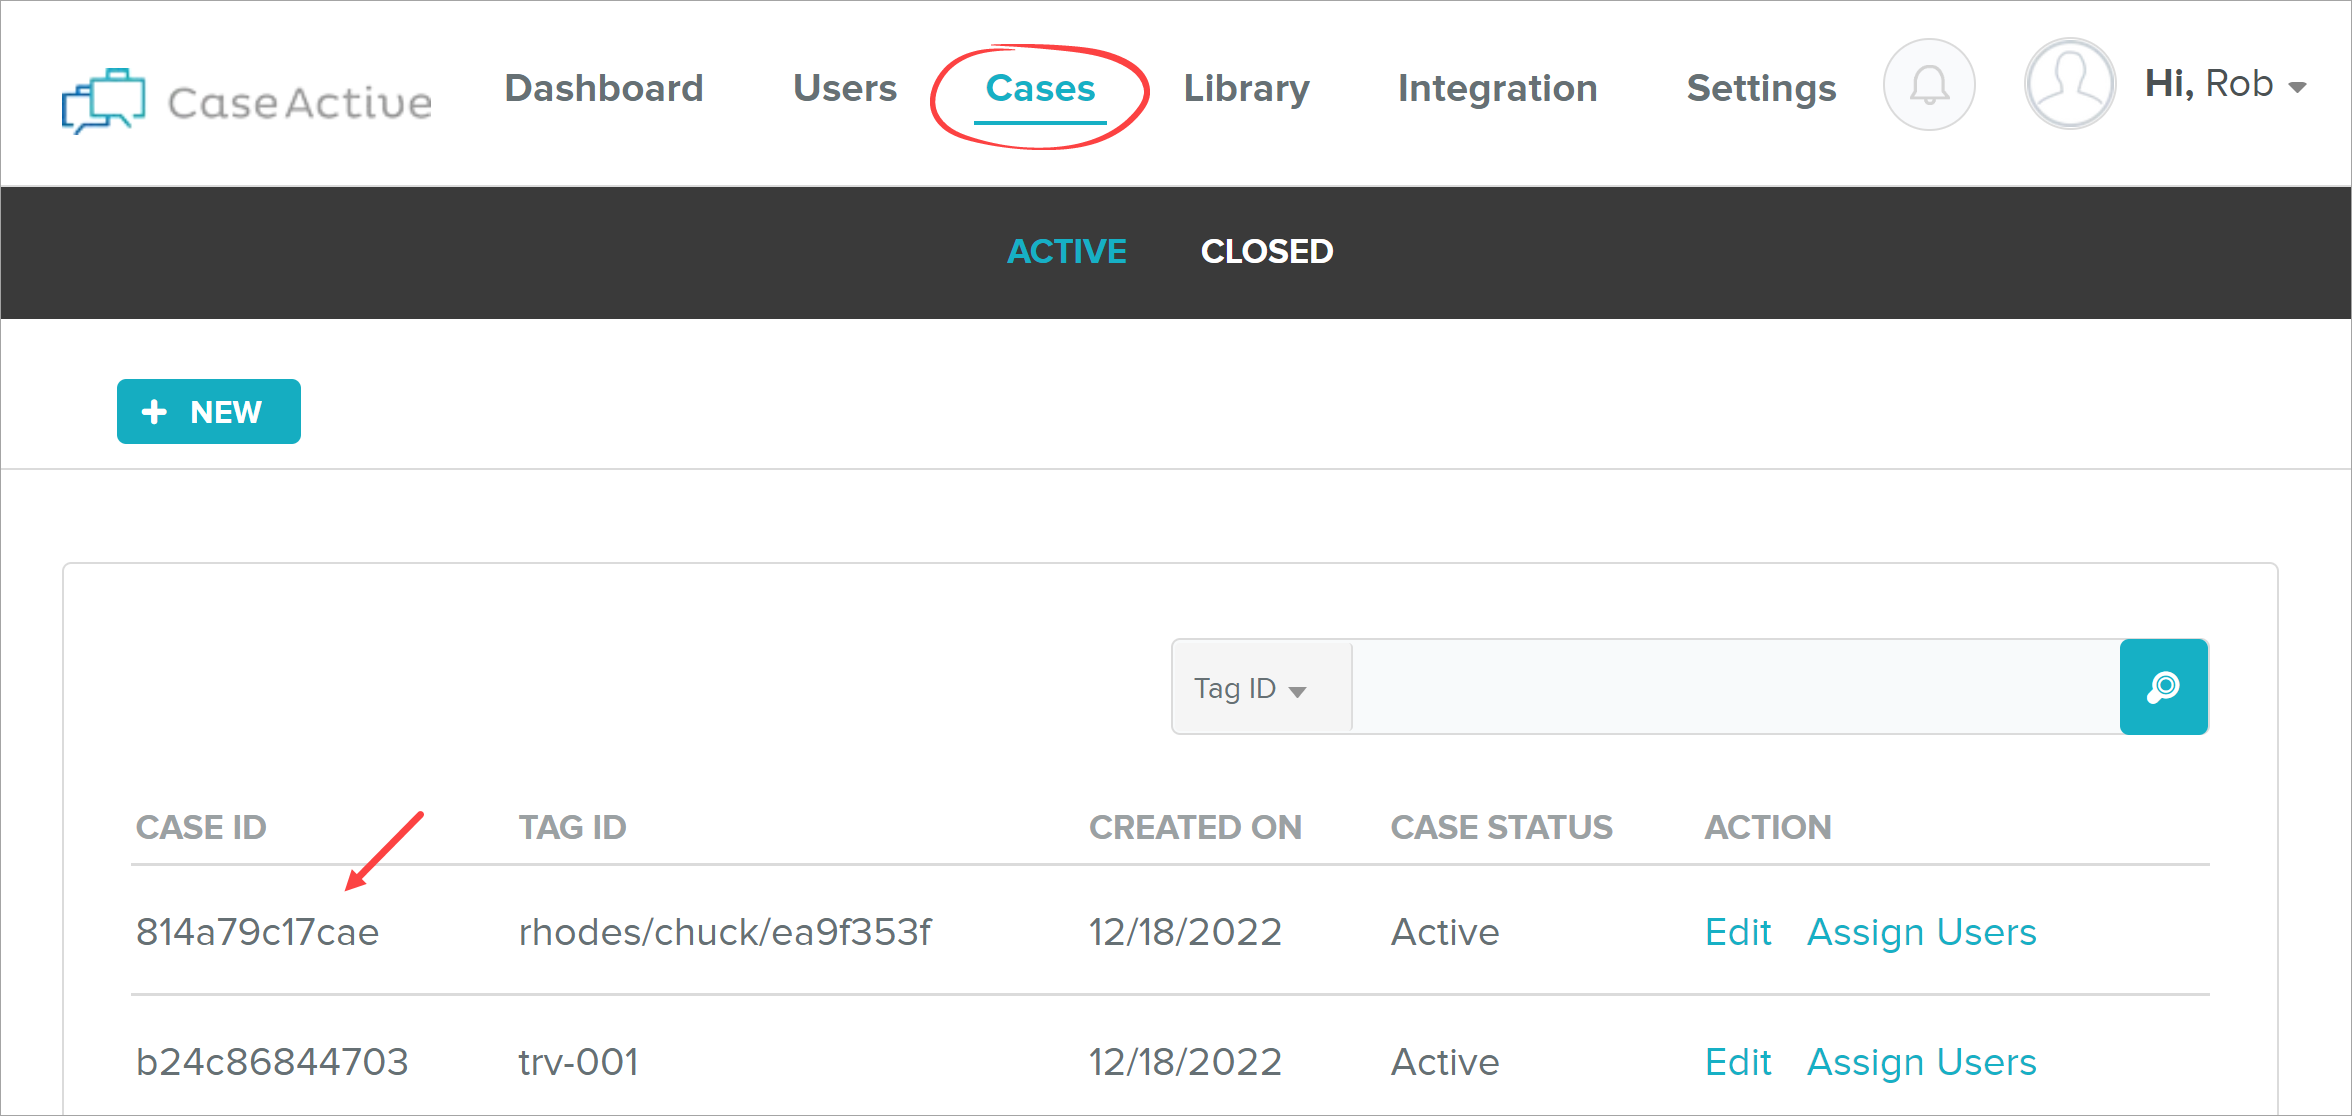 CaseActive Dashboard Users Cases Library Integration Settings Hi, Rob
ACTIVE CLOSED
+ NEW
Tag ID
CASE ID TAG ID CREATED ON CASE STATUS ACTION
814a79c17cae rhodes/chuck/ea9f353f 12/18/2022 Active Edit Assign Users
b24c86844703 trv-001 12/18/2022 Active Edit Assign Users